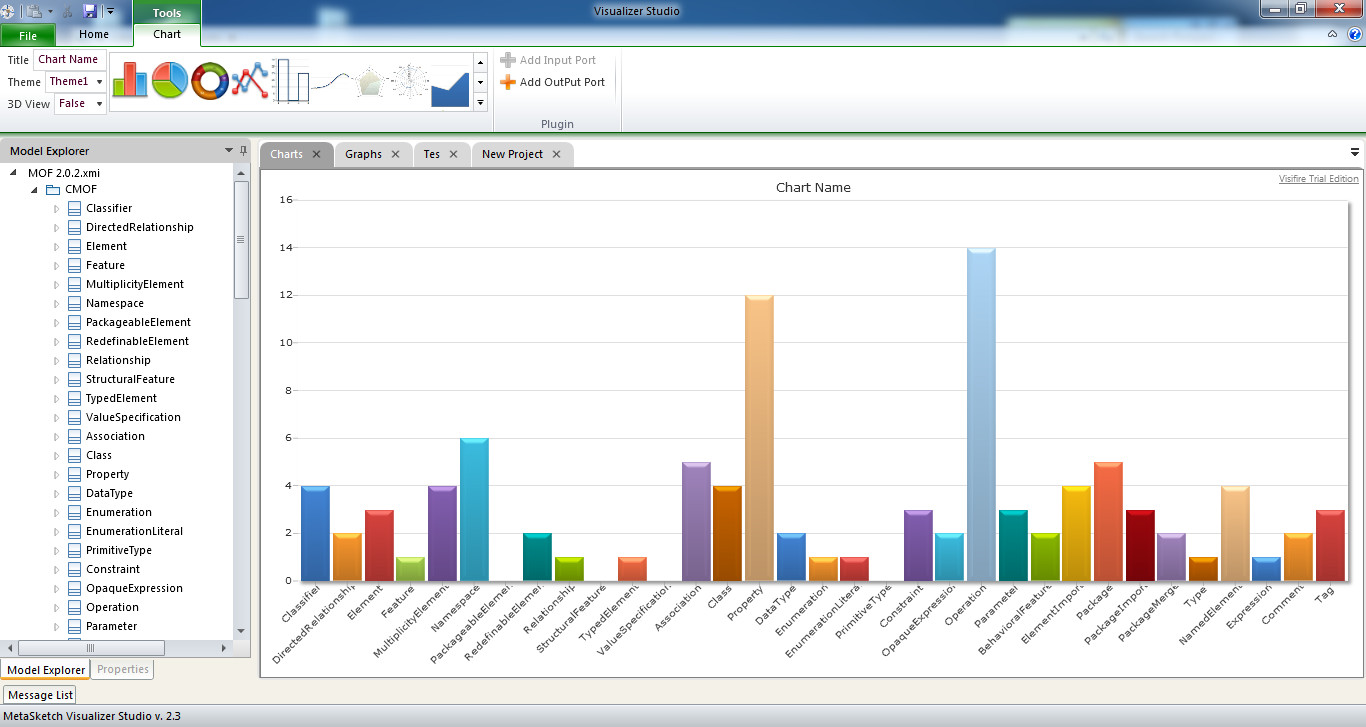 Visualizer Studio
Tools
File Home Chart
Title Chart Name
Theme Theme1
3D View False
Add Input Port
Add OutPut Port
Plugin
Model Explorer
MOF 2.0.2.xmi
CMOF
Classifier
DirectedRelationship
Element
Feature
MultiplicityElement
Namespace
PackageableElement
RedefinableElement
Relationship
StructuralFeature
TypedElement
ValueSpecification
Association
Class
Property
DataType
Enumeration
EnumerationLiteral
PrimitiveType
Constraint
OpaqueExpression
Operation
Parameter
Model Explorer Properties
Charts Graphs Tes New Project
Visifire Trial Edition
Chart Name
16
14
12
10
8
6
4
2
0
Classifier
DirectedRelationship
Element
Feature
MultiplicityElement
Namespace
PackageableElement
RedefinableElement
Relationship
StructuralFeature
TypedElement
ValueSpecification
Association
Class
Property
DataType
Enumeration
EnumerationLiteral
PrimitiveType
Constraint
OpaqueExpression
Operation
Parameter
BehavioralFeature
ElementImport
Package
PackageImport
PackageMerge
Type
NamedElement
Expression
Comment
Tag
Message List
MetaSketch Visualizer Studio v. 2.3